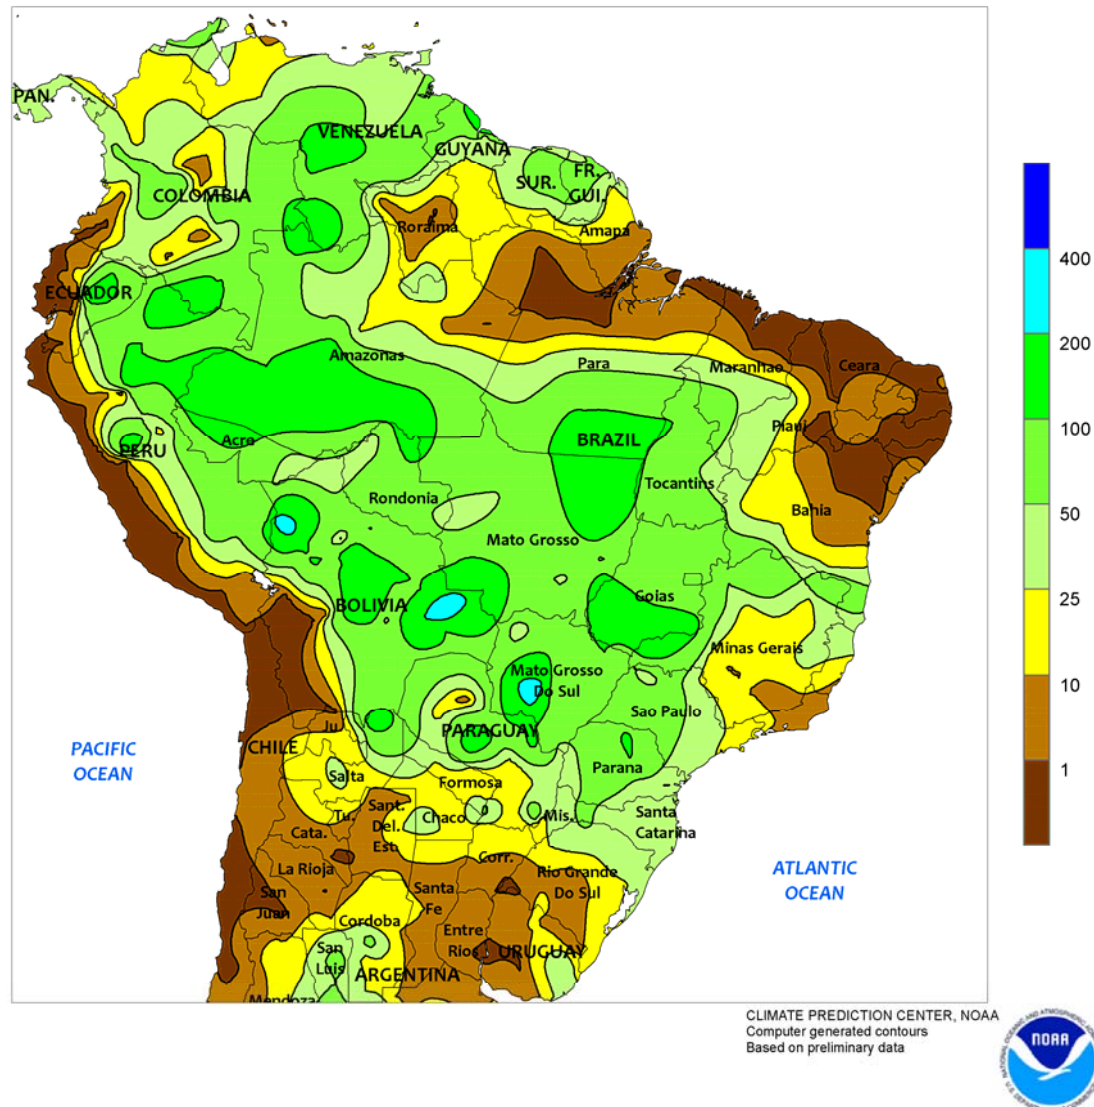 PAN.
VENEZUELA
GUYANA
COLOMBIA
SUR.
FR.
GUI.
Roraima
Amapa
ECUADOR
Amazonas
Para
Maranhao
Ceara
PERU
Acre
BRAZIL
Piaui
Rondonia
Tocantins
Bahia
Mato Grosso
BOLIVIA
Goias
Minas Gerais
Mato Grosso
Do Sul
Sao Paulo
Ju.
PARAGUAY
CHILE
PACIFIC
OCEAN
Salta
Formosa
Parana
Tu.
Sant.
Del.
Est.
Chaco
Mis.
Santa
Catarina
Cata.
La Rioja
Corr.
Rio Grande
Do Sul
ATLANTIC
OCEAN
San
Juan
Santa
Fe
Cordoba
Entre
Rios
URUGUAY
San
Luis
ARGENTINA
Mendoza
400
200
100
50
25
10
1
CLIMATE PREDICTION CENTER, NOAA
Computer generated contours
Based on preliminary data
NOAA